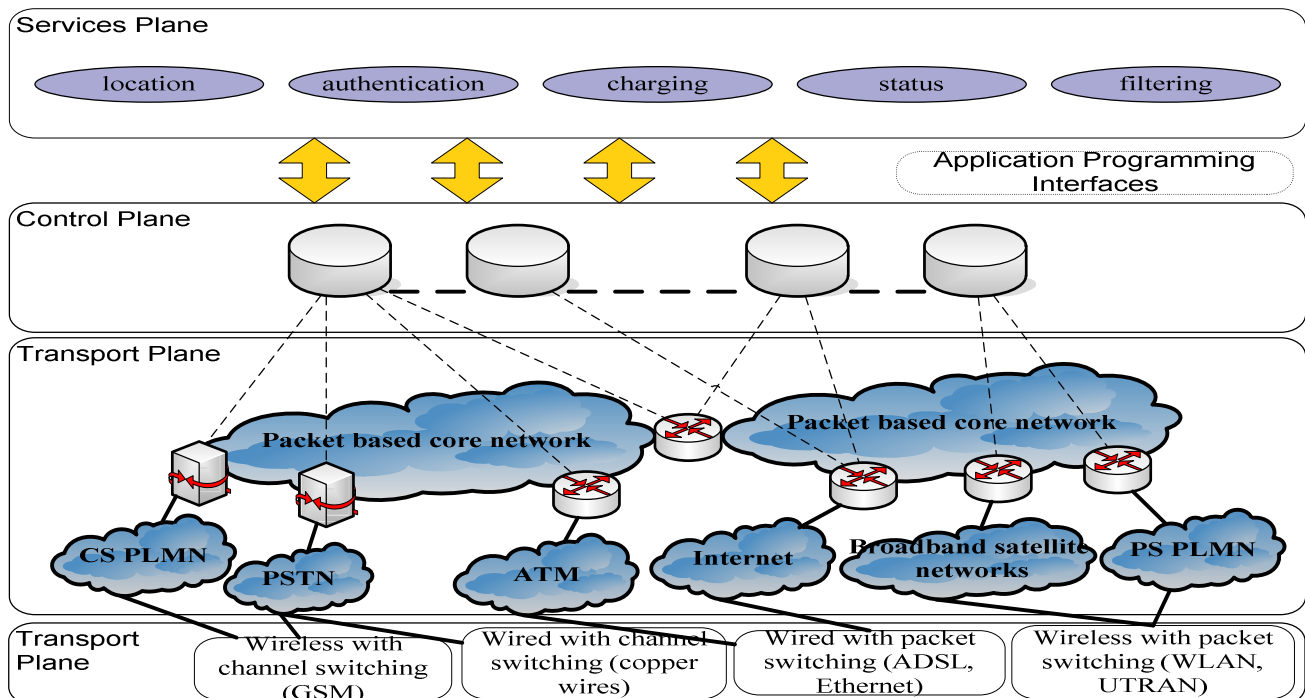 Services Plane
location
authentication
charging
status
filtering
Application Programming
Interfaces
Control Plane
Transport Plane
Packet based core network
Packet based core network
CS PLMN
PSTN
ATM
Internet
Broadband satellite
networks
PS PLMN
Transport
Plane
Wireless with
channel switching
(GSM)
Wired with channel
switching (copper
wires)
Wired with packet
switching (ADSL,
Ethernet)
Wireless with packet
switching (WLAN,
UTRAN)